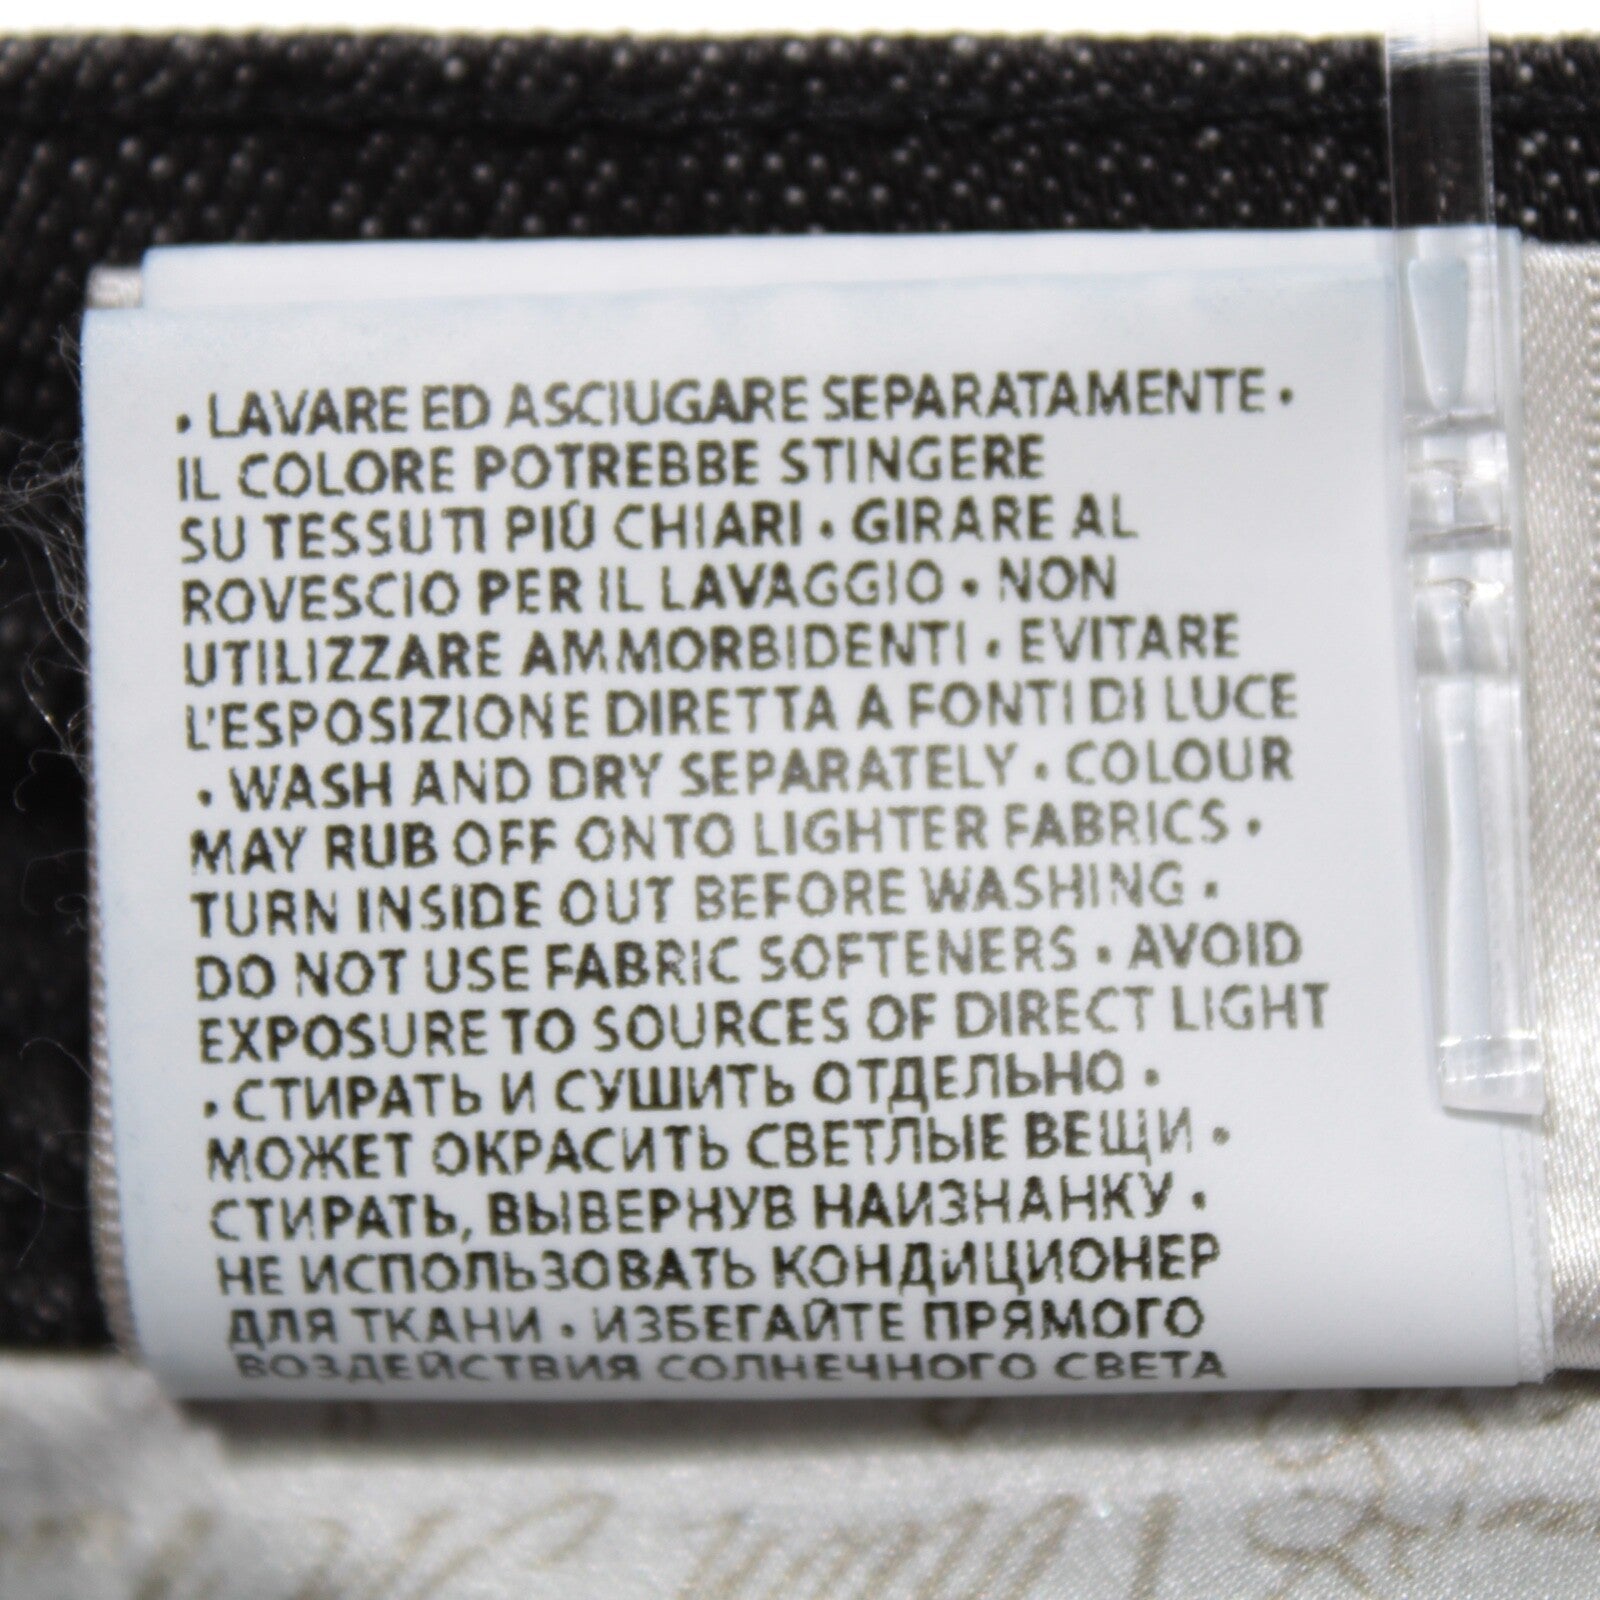 • LAVARE ED ASCIUGARE SEPARATAMENTE •
IL COLORE POTREBBE STINGERE
SU TESSUTI PIÙ CHIARI • GIRARE AL
ROVESCIO PER IL LAVAGGIO • NON
UTILIZZARE AMMORBIDENTI • EVITARE
L'ESPOSIZIONE DIRETTA A FONTI DI LUCE
• WASH AND DRY SEPARATELY • COLOUR
MAY RUB OFF ONTO LIGHTER FABRICS •
TURN INSIDE OUT BEFORE WASHING •
DO NOT USE FABRIC SOFTENERS • AVOID
EXPOSURE TO SOURCES OF DIRECT LIGHT
• СТИРАТЬ И СУШИТЬ ОТДЕЛЬНО •
МОЖЕТ ОКРАСИТЬ СВЕТЛЫЕ ВЕЩИ •
СТИРАТЬ, ВЫВЕРНУВ НАИЗНАНКУ •
НЕ ИСПОЛЬЗОВАТЬ КОНДИЦИОНЕР
ДЛЯ ТКАНИ • ИЗБЕГАЙТЕ ПРЯМОГО
ВОЗДЕЙСТВИЯ СОЛНЕЧНОГО СВЕТА